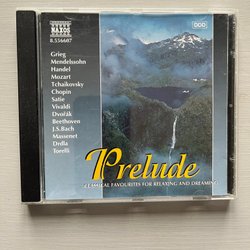 NAXOS
8.556607
DDD
Grieg
Mendelssohn
Handel
Mozart
Tchaikovsky
Chopin
Satie
Vivaldi
Dvořák
Beethoven
J.S.Bach
Massenet
Drdla
Torelli
Prelude
CLASSICAL FAVOURITES FOR RELAXING AND DREAMING